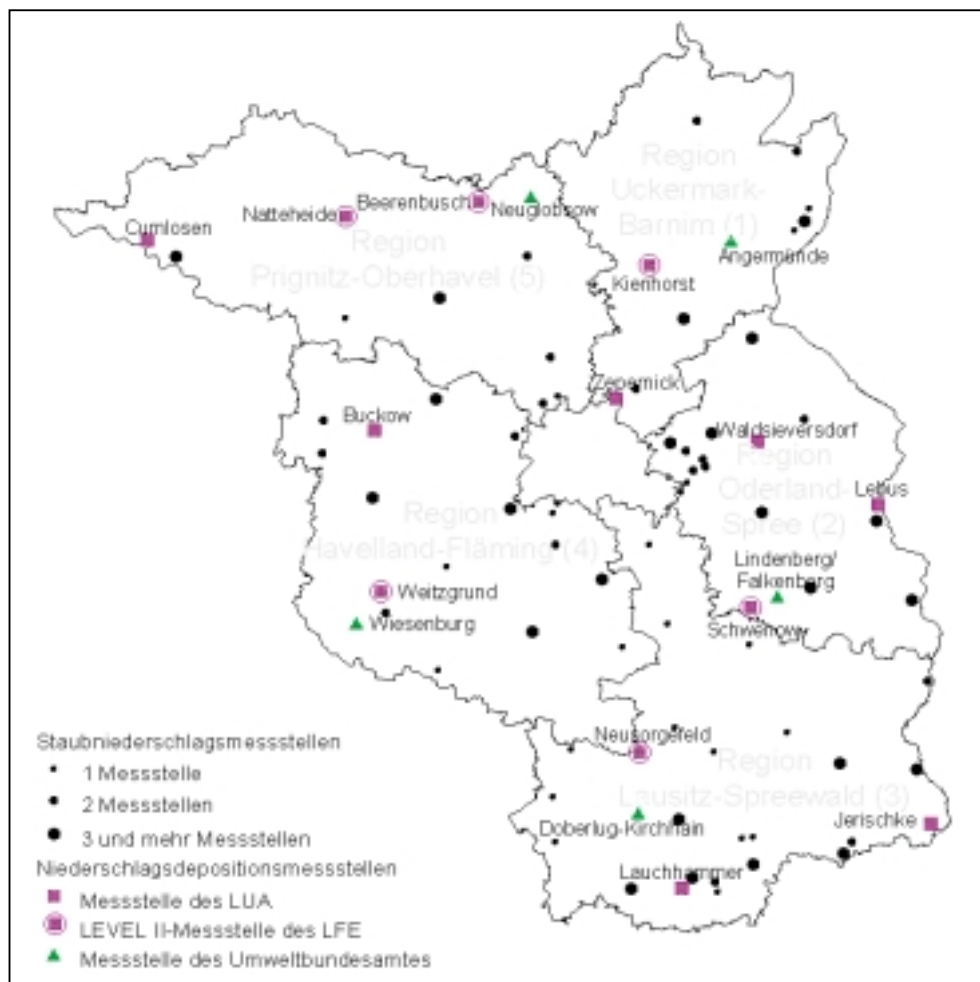 Region
Uckermark-
Barnim (1)
Beerenbusch
Neuglobsow
Natteheide
Cumlosen
Region
Prignitz-Oberhavel (5)
Angermünde
Kienhorst
Zepernick
Buckow
Waldsieversdorf
Region
Oderland-
Spree (2)
Lebus
Region
Havelland-Fläming (4)
Lindenberg/
Falkenberg
Weitzgrund
Wiesenburg
Schwenow
Neusorgefeld
Region
Lausitz-Spreewald (3)
Doberlug-Kirchhain
Jerischke
Lauchhammer
Staubniederschlagsmessstellen
1 Messstelle
2 Messstellen
3 und mehr Messstellen
Niederschlagsdepositionsmessstellen
Messstelle des LUA
LEVEL II-Messstelle des LFE
Messstelle des Umweltbundesamtes